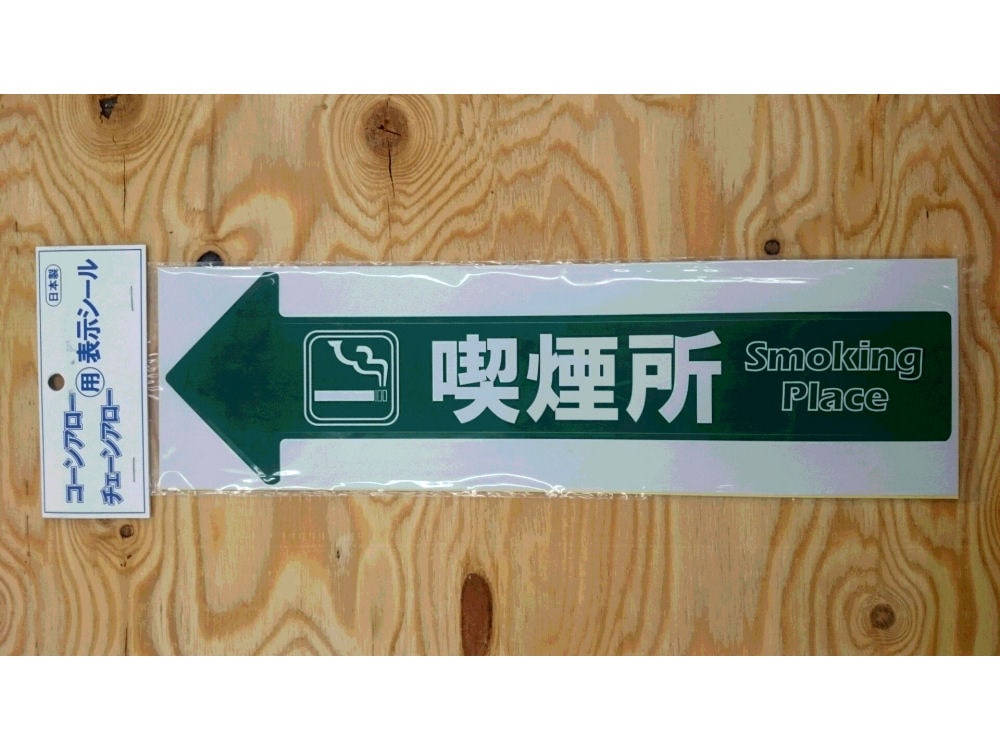 日本製
コーンアロー
チェーンアロー
用
表示シール
喫煙所
Smoking
Place